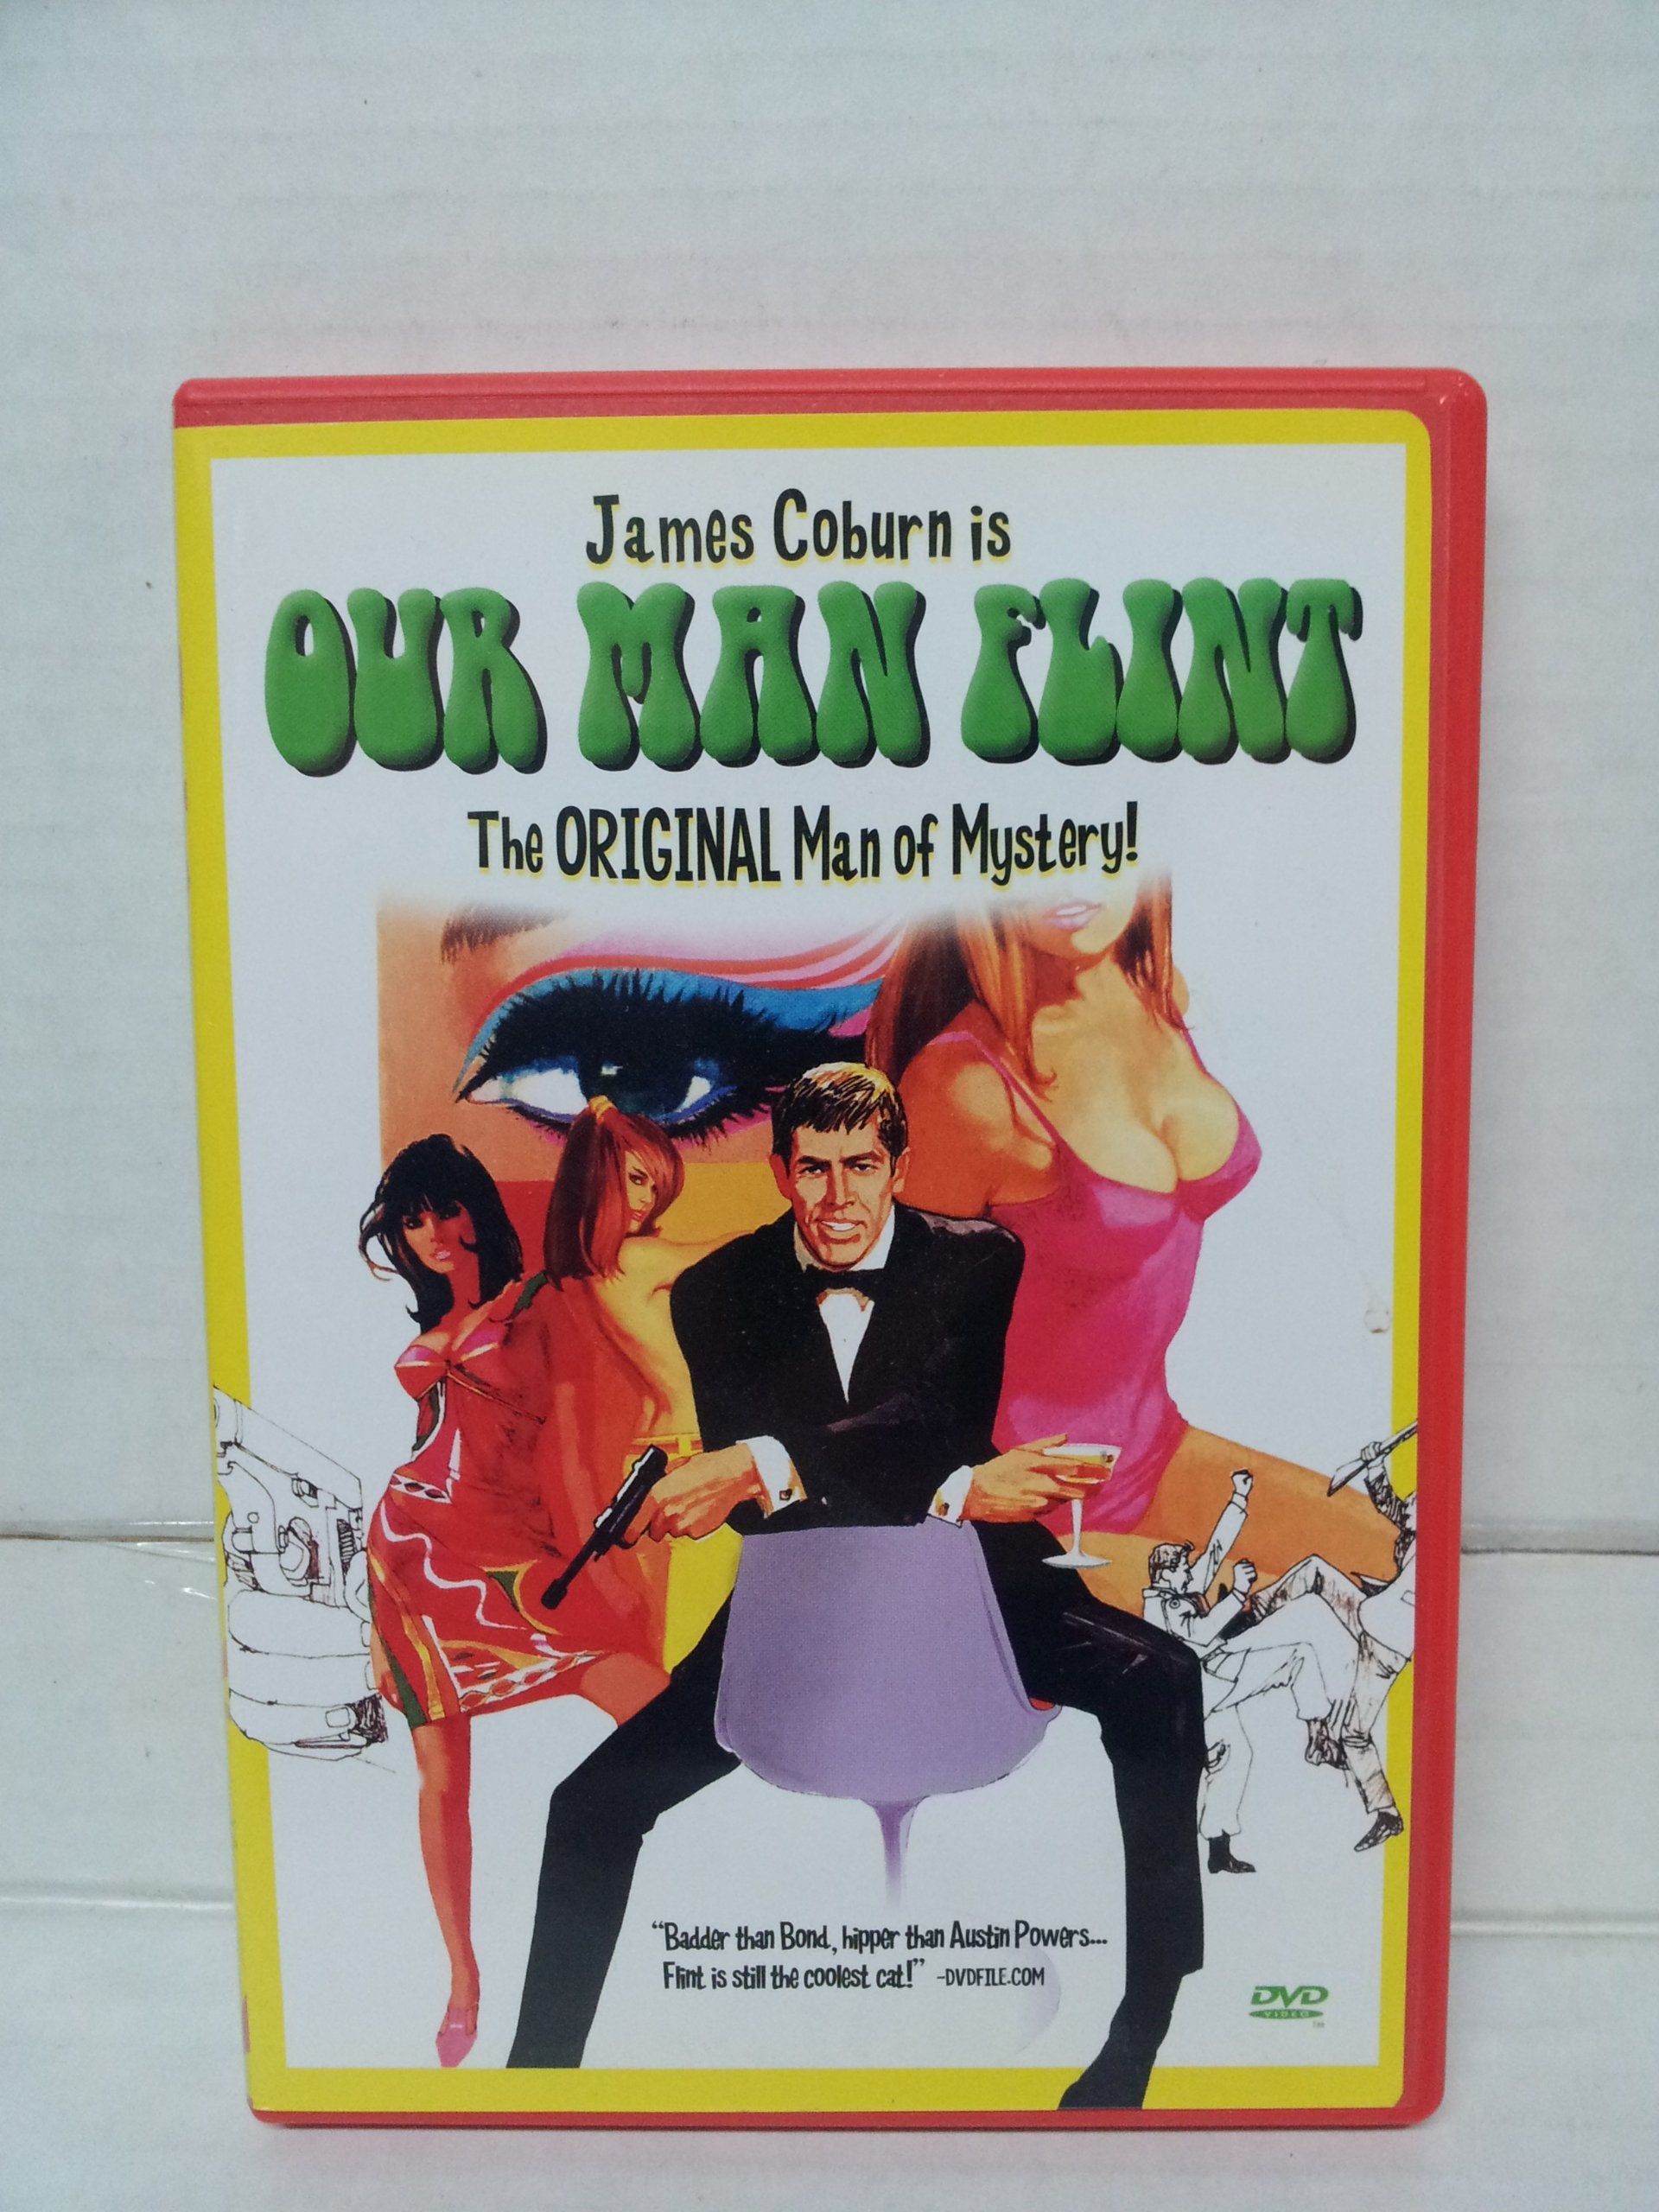 James Coburn is
OUR MAN FLINT
The ORIGINAL Man of Mystery!
“Badder than Bond, hipper than Austin Powers...
Flint is still the coolest cat!” -DVDFILE.COM
DVD
VIDEO
TM